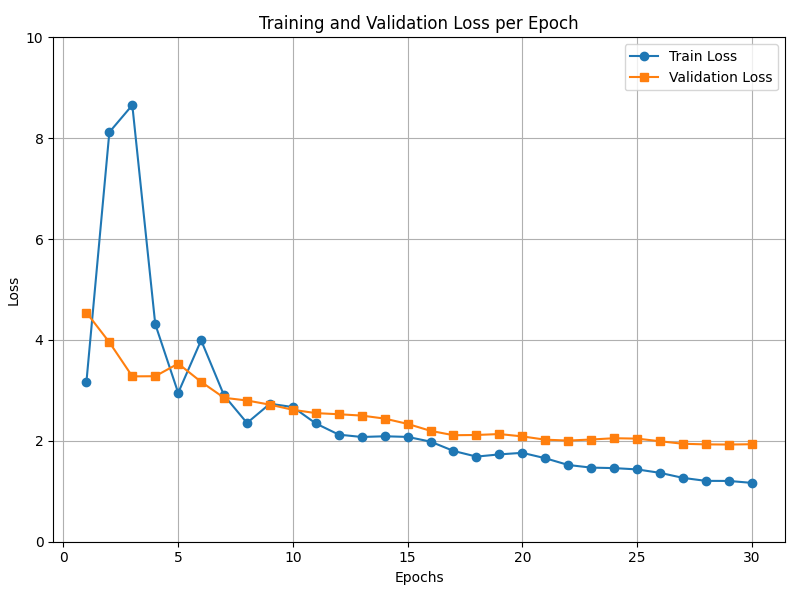 Training and Validation Loss per Epoch
10
Train Loss
Validation Loss
8
6
Loss
4
2
0
0 5 10 15 20 25 30
Epochs